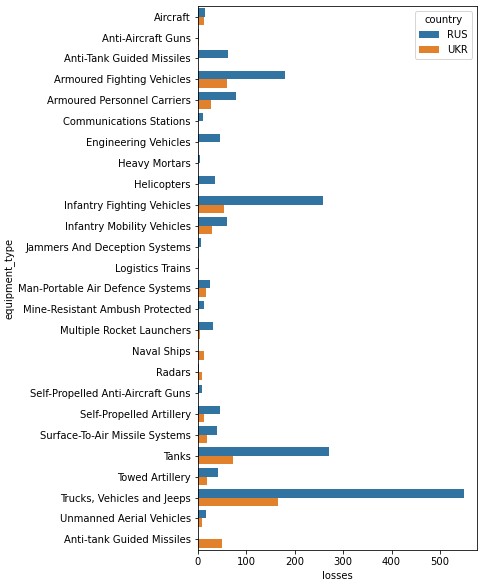 Aircraft
Anti-Aircraft Guns
Anti-Tank Guided Missiles
Armoured Fighting Vehicles
Armoured Personnel Carriers
Communications Stations
Engineering Vehicles
Heavy Mortars
Helicopters
Infantry Fighting Vehicles
Infantry Mobility Vehicles
Jammers And Deception Systems
Logistics Trains
Man-Portable Air Defence Systems
Mine-Resistant Ambush Protected
Multiple Rocket Launchers
Naval Ships
Radars
Self-Propelled Anti-Aircraft Guns
Self-Propelled Artillery
Surface-To-Air Missile Systems
Tanks
Towed Artillery
Trucks, Vehicles and Jeeps
Unmanned Aerial Vehicles
Anti-tank Guided Missiles
equipment_type
0 100 200 300 400 500
losses
country
RUS
UKR